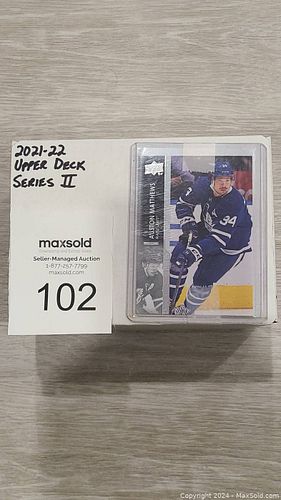 2021-22
UPPER DECK
SERIES II
maxsold
Seller-Managed Auction
1-877-257-7799
maxsold.com
102
AUSTON MATTHEWS
34
Copyright 2024 - MaxSold.com